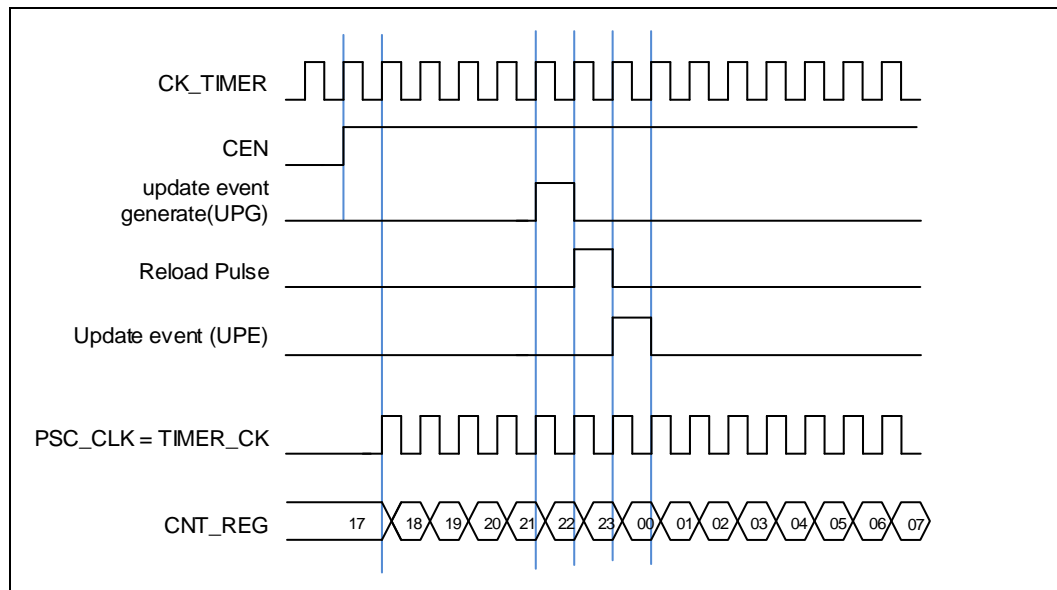 CK_TIMER
CEN
update event
generate(UPG)
Reload Pulse
Update event (UPE)
PSC_CLK = TIMER_CK
CNT_REG 17 18 19 20 21 22 23 00 01 02 03 04 05 06 07